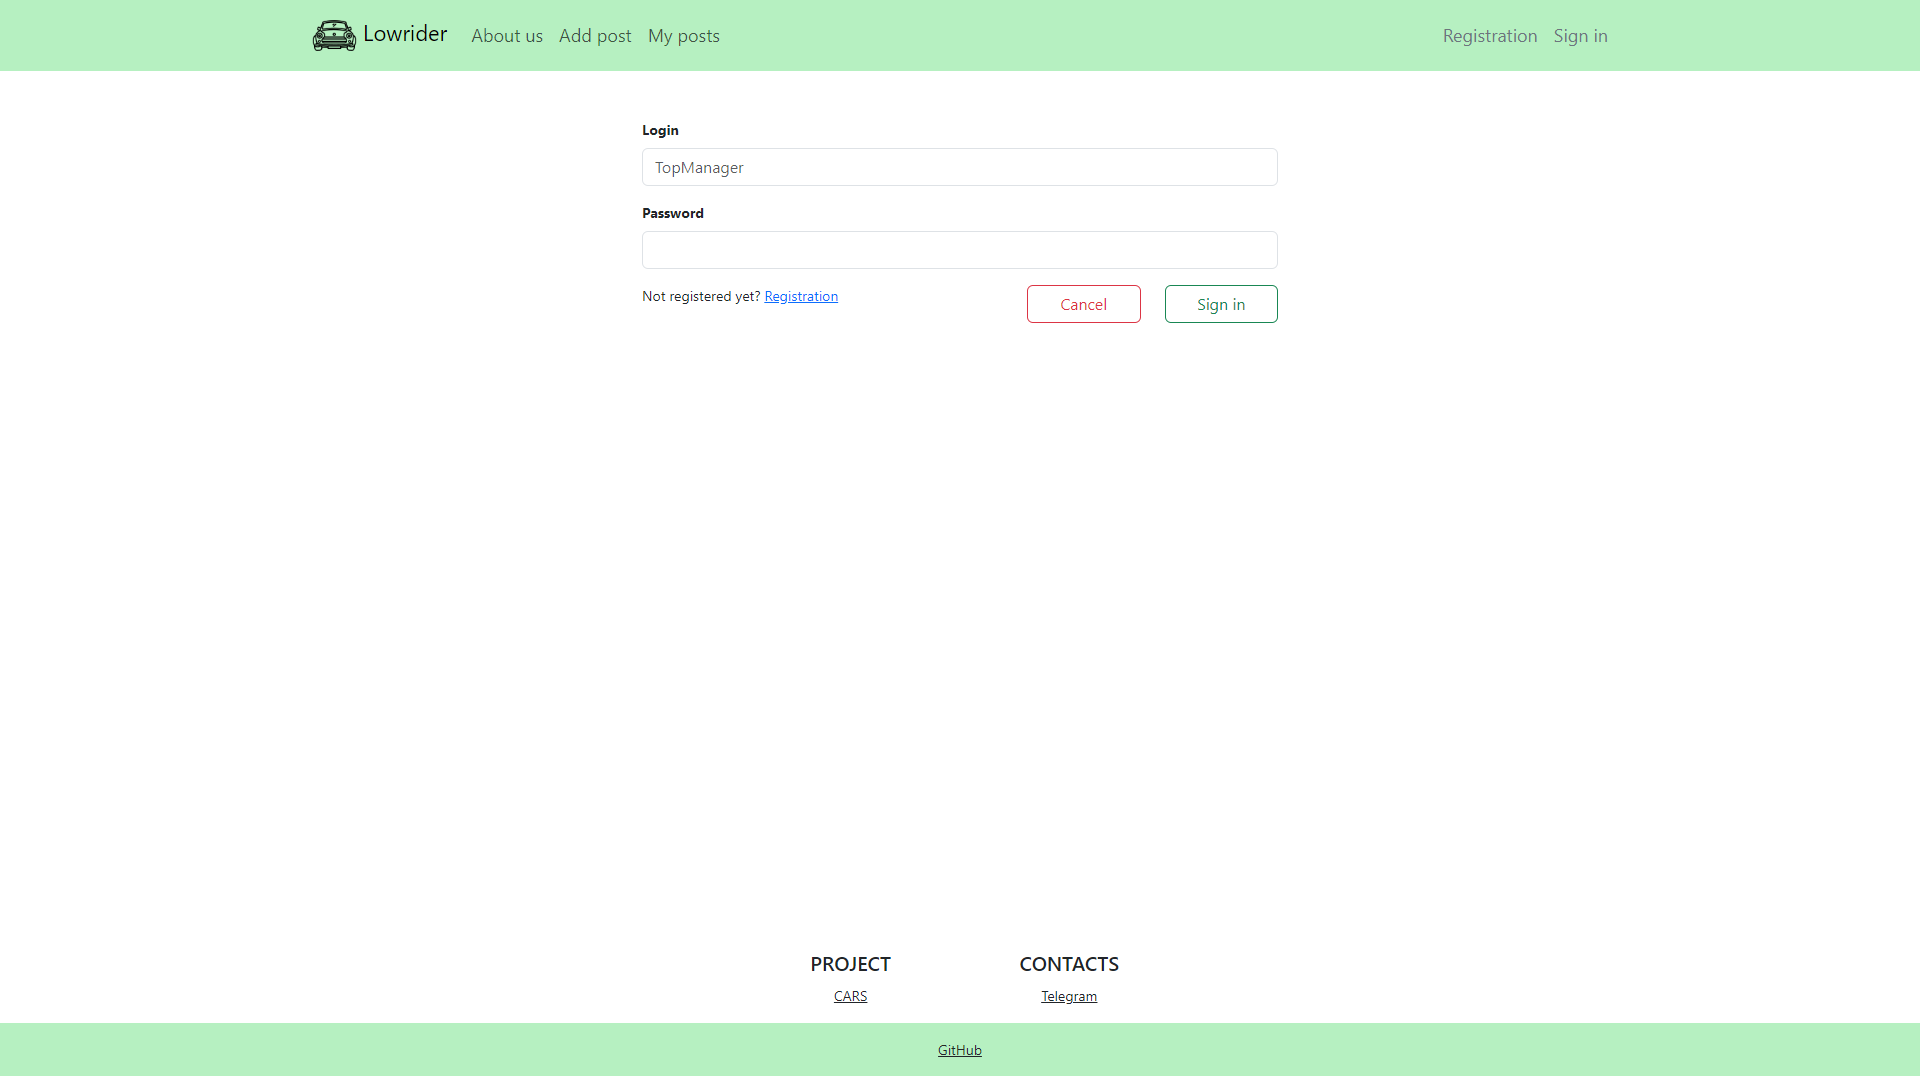 Lowrider About us Add post My posts Registration Sign in
Login
TopManager
Password
Not registered yet? Registration Cancel Sign in
PROJECT CONTACTS
CARS Telegram
GitHub